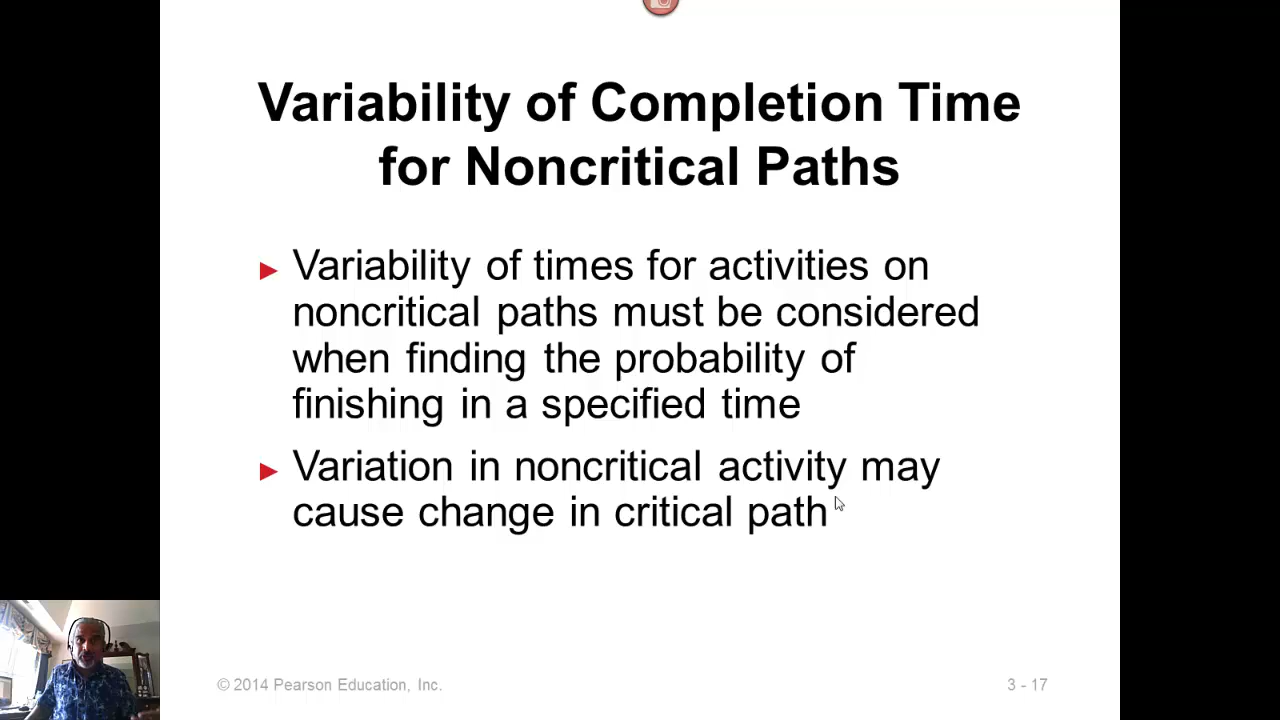 Variability of Completion Time
for Noncritical Paths
► Variability of times for activities on
noncritical paths must be considered
when finding the probability of
finishing in a specified time
► Variation in noncritical activity may
cause change in critical path
© 2014 Pearson Education, Inc.
3 - 17